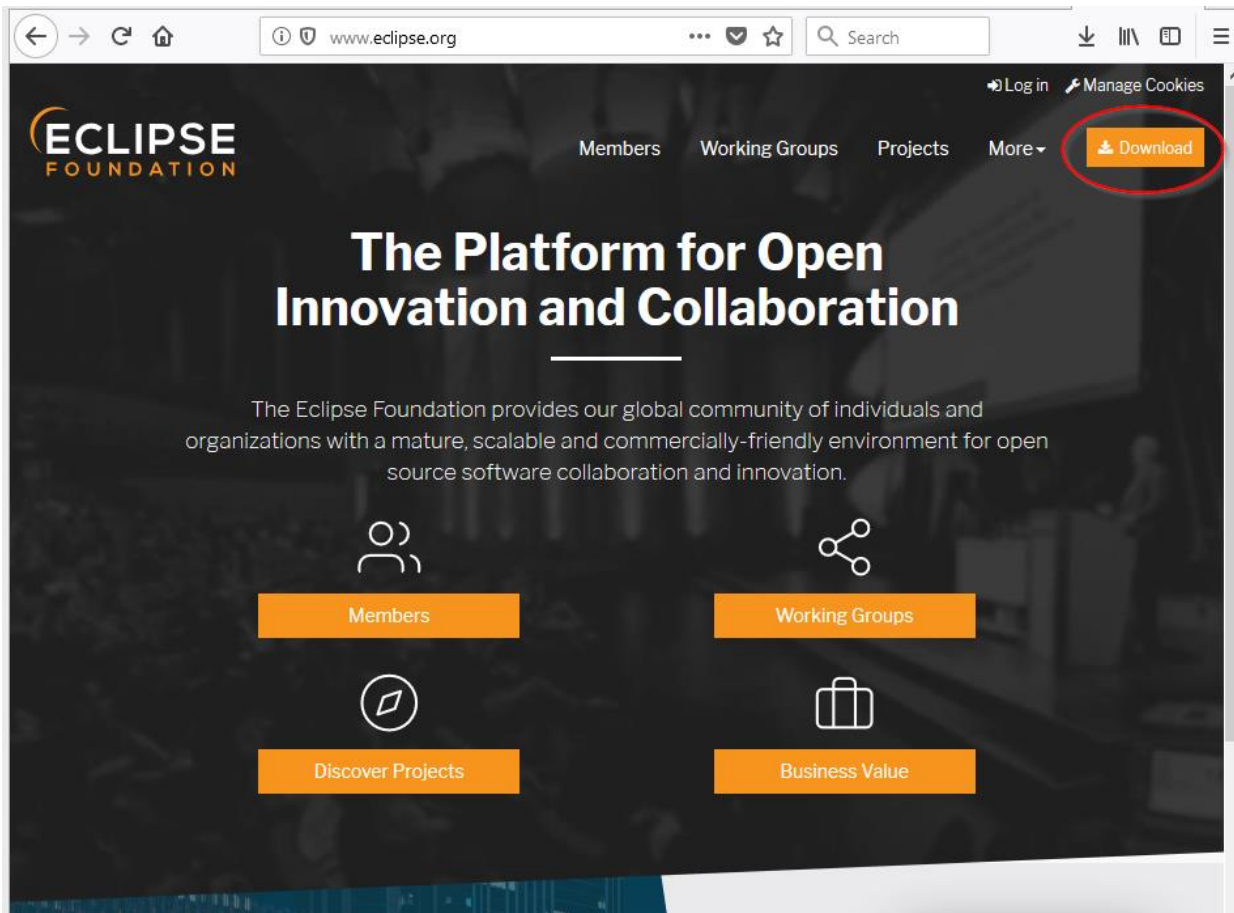 www.eclipse.org
Search
Log in Manage Cookies
ECLIPSE
FOUNDATION
Members Working Groups Projects More Download
The Platform for Open
Innovation and Collaboration
The Eclipse Foundation provides our global community of individuals and
organizations with a mature, scalable and commercially-friendly environment for open
source software collaboration and innovation.
Members Working Groups
Discover Projects Business Value